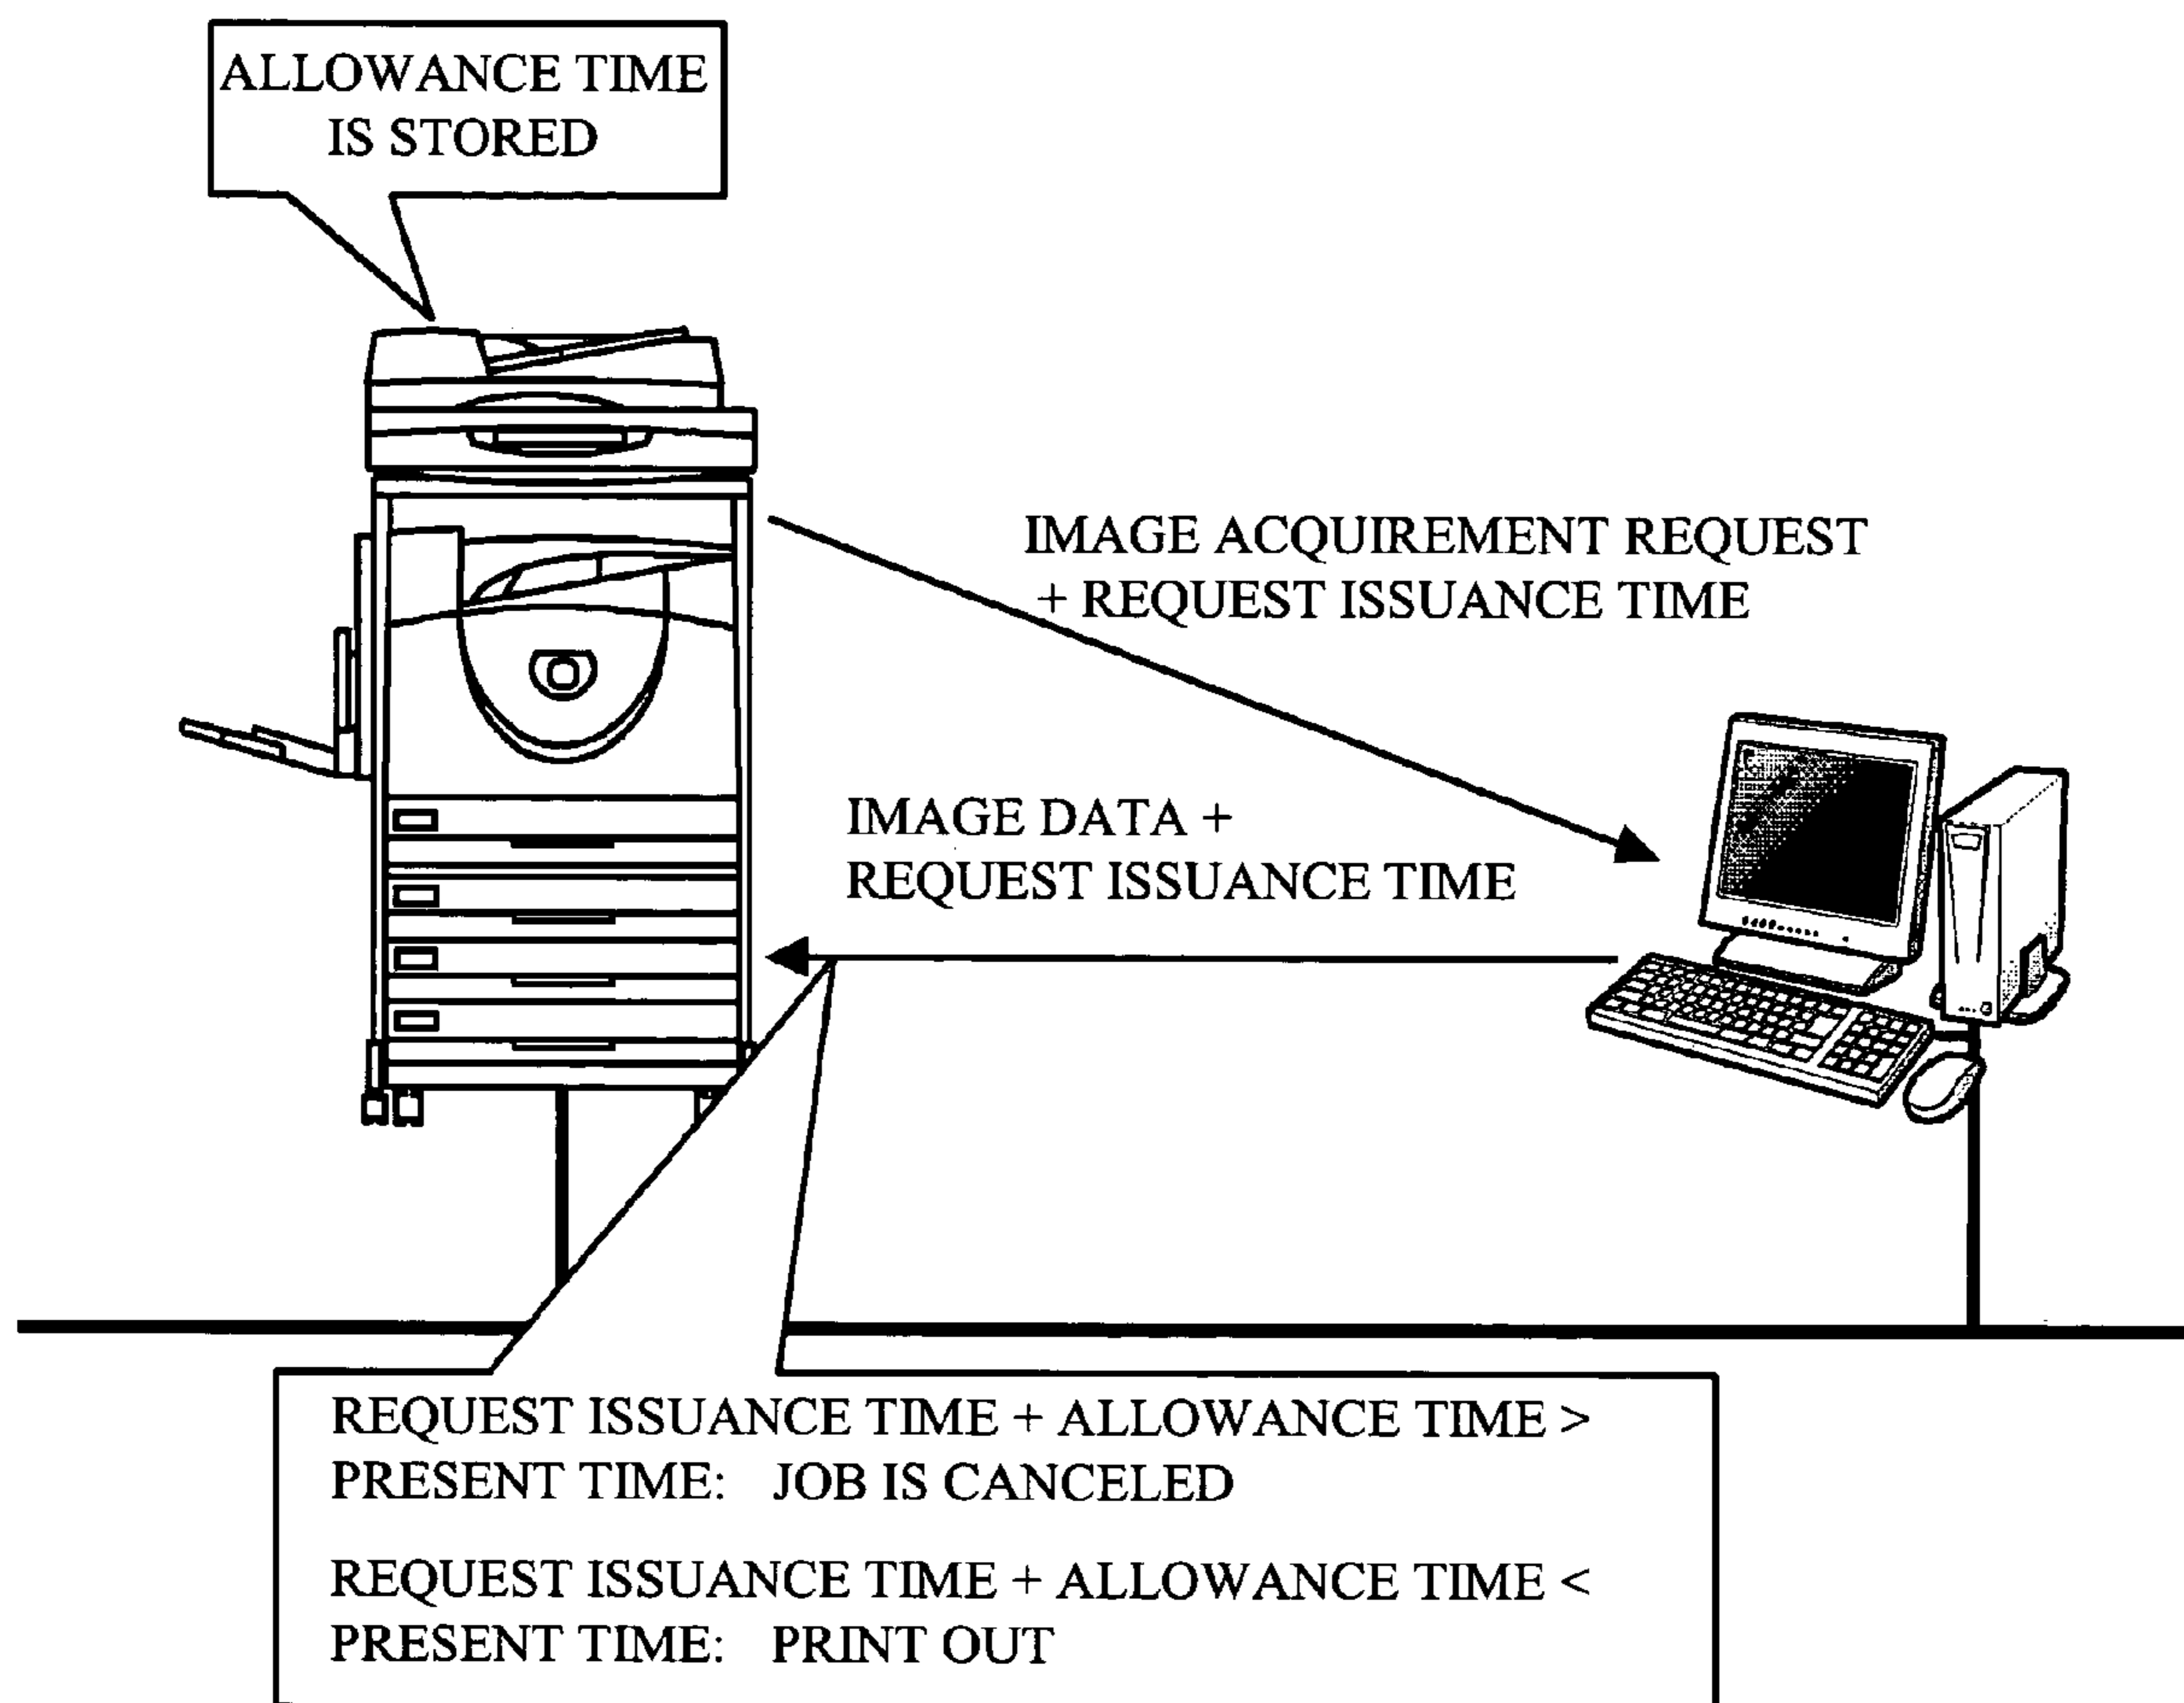 ALLOWANCE TIME
IS STORED
IMAGE ACQUIREMENT REQUEST
+ REQUEST ISSUANCE TIME
IMAGE DATA +
REQUEST ISSUANCE TIME
REQUEST ISSUANCE TIME + ALLOWANCE TIME >
PRESENT TIME: JOB IS CANCELED
REQUEST ISSUANCE TIME + ALLOWANCE TIME <
PRESENT TIME: PRINT OUT